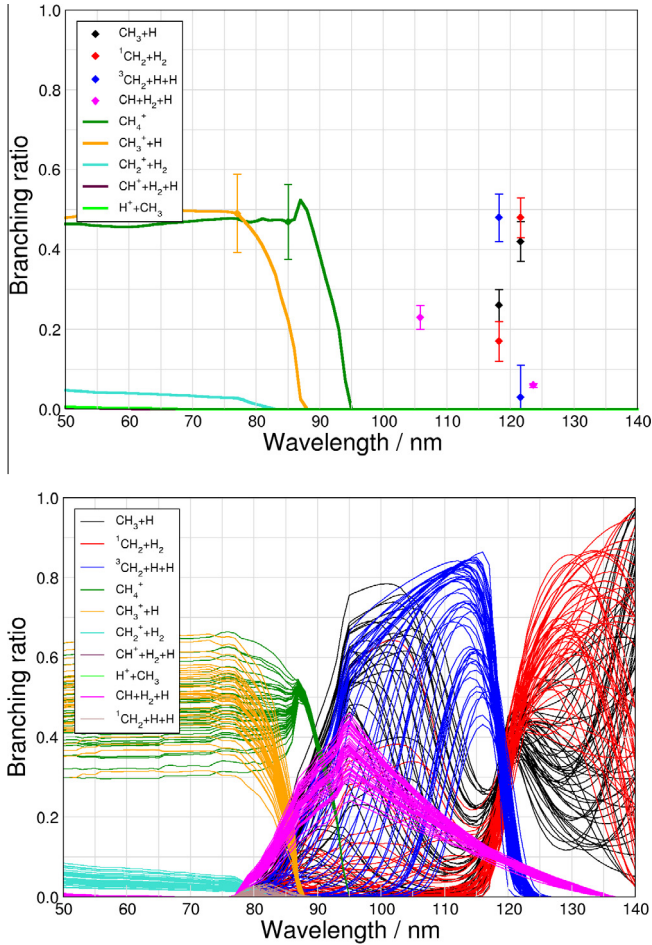 1.0
0.8
0.6
0.4
0.2
0.0
Branching ratio
CH₃+H
¹CH₂+H₂
³CH₂+H+H
CH+H₂+H
CH₄⁺
CH₃⁺+H
CH₂⁺+H₂
CH⁺+H₂+H
H⁺+CH₃
50 60 70 80 90 100 110 120 130 140
Wavelength / nm
1.0
0.8
0.6
0.4
0.2
0.0
Branching ratio
CH₃+H
¹CH₂+H₂
³CH₂+H+H
CH₄⁺
CH₃⁺+H
CH₂⁺+H₂
CH⁺+H₂+H
H⁺+CH₃
CH+H₂+H
¹CH₂+H+H
50 60 70 80 90 100 110 120 130 140
Wavelength / nm